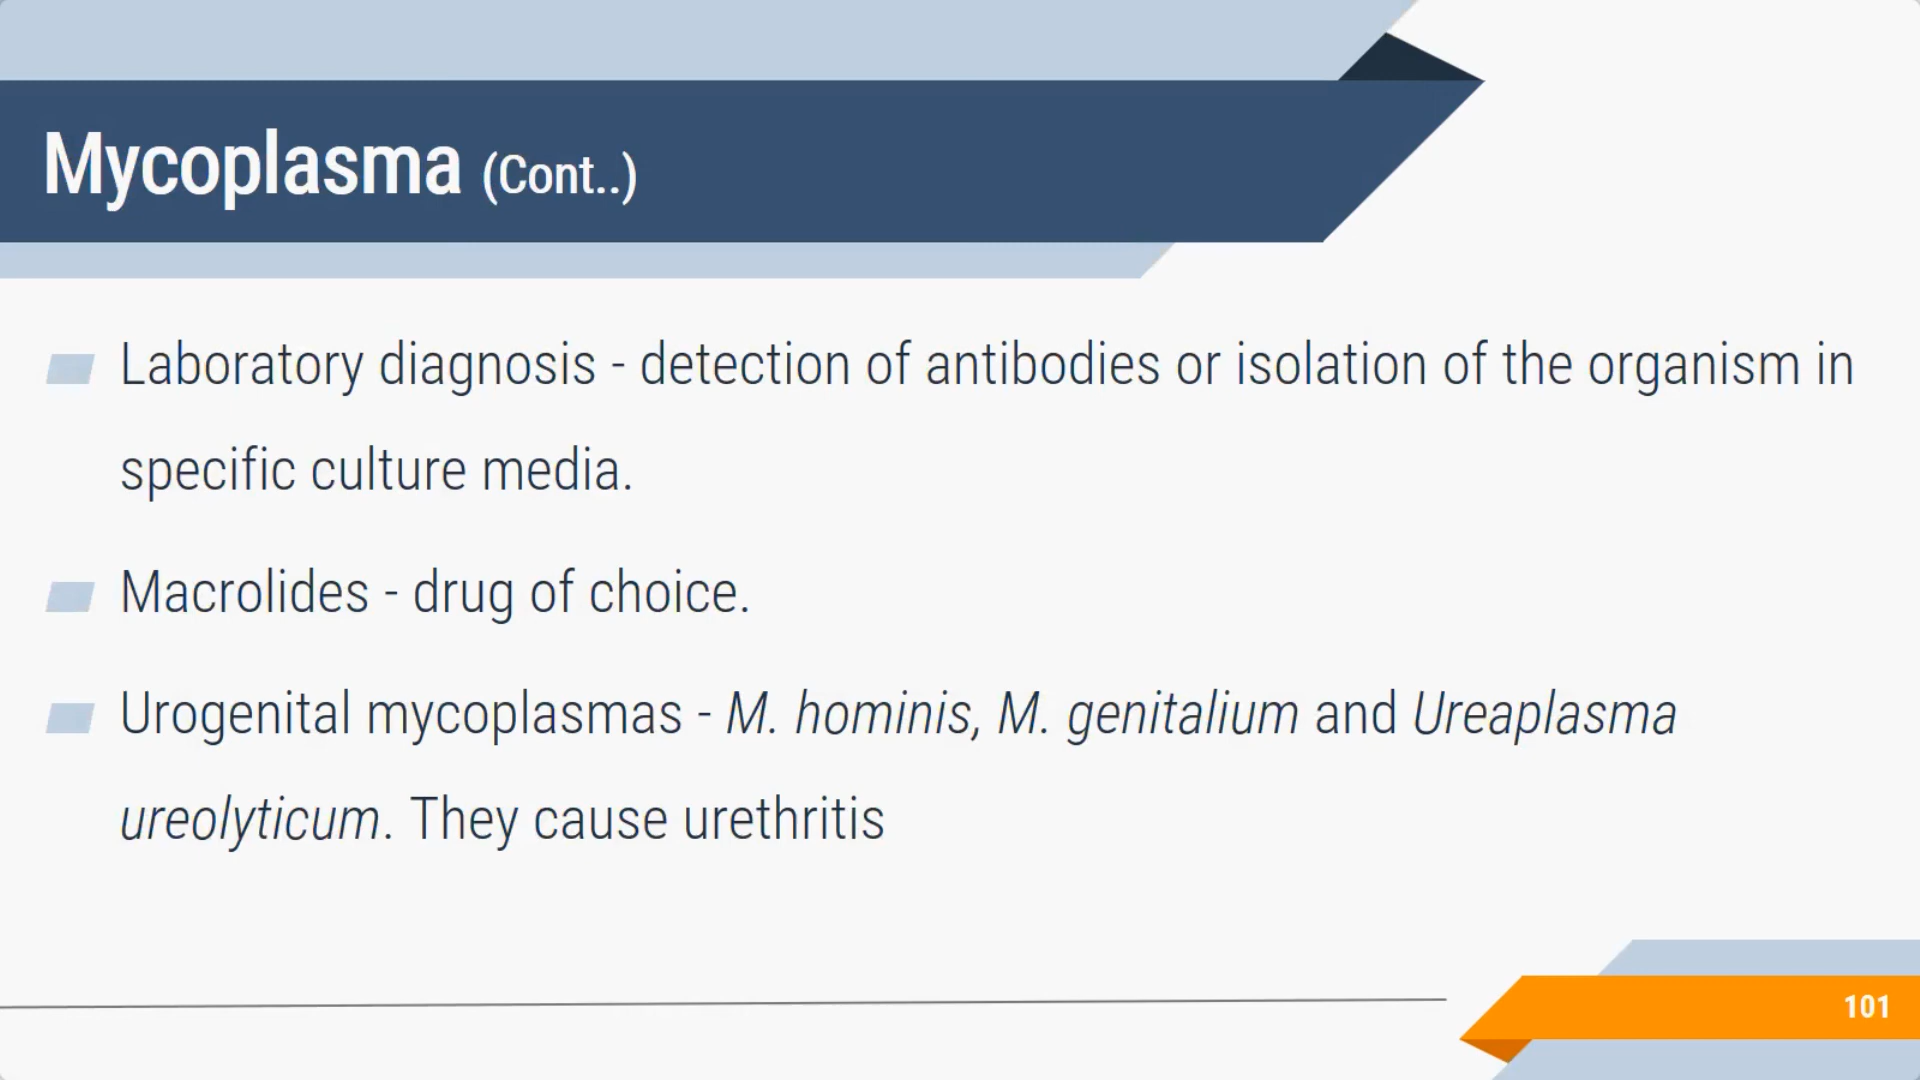 Mycoplasma (Cont..)
Laboratory diagnosis - detection of antibodies or isolation of the organism in
specific culture media.
Macrolides - drug of choice.
Urogenital mycoplasmas - M. hominis, M. genitalium and Ureaplasma
ureolyticum. They cause urethritis
101